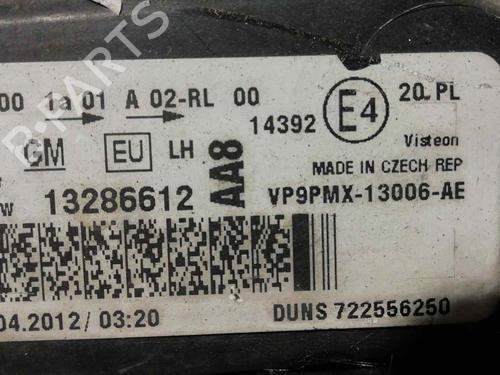 00 1a 01 A 02-RL 00
14392 E4 20 PL
GM EU LH AA8
Visteon
MADE IN CZECH REP
w 13286612
VP9PMX-13006-AE
04.2012/ 03:20
DUNS 722556250
B-PARTS